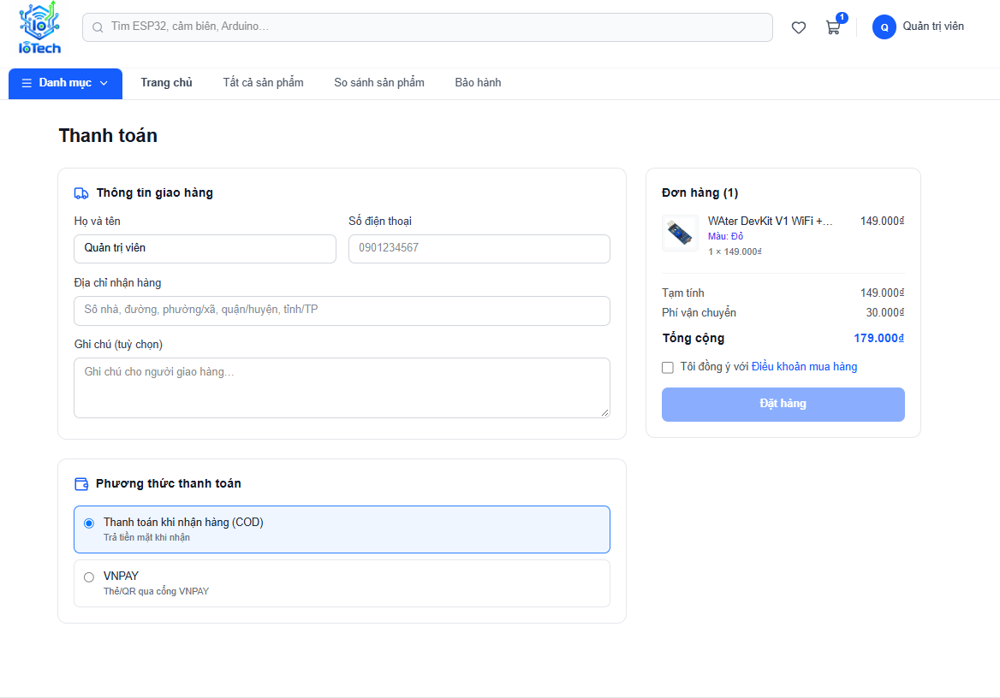 IoTech
Tìm ESP32, cảm biến, Arduino...
1
Q
Quản trị viên
Danh mục
Trang chủ
Tất cả sản phẩm
So sánh sản phẩm
Bảo hành
Thanh toán
Thông tin giao hàng
Họ và tên
Số điện thoại
Quản trị viên
0901234567
Địa chỉ nhận hàng
Số nhà, đường, phường/xã, quận/huyện, tỉnh/TP
Ghi chú (tuỳ chọn)
Ghi chú cho người giao hàng...
Phương thức thanh toán
Thanh toán khi nhận hàng (COD)
Trả tiền mặt khi nhận
VNPAY
Thẻ/QR qua cổng VNPAY
Đơn hàng (1)
WAter DevKit V1 WiFi +...
149.000₫
Màu: Đỏ
1 × 149.000₫
Tạm tính
149.000₫
Phí vận chuyển
30.000₫
Tổng cộng
179.000₫
Tôi đồng ý với Điều khoản mua hàng
Đặt hàng